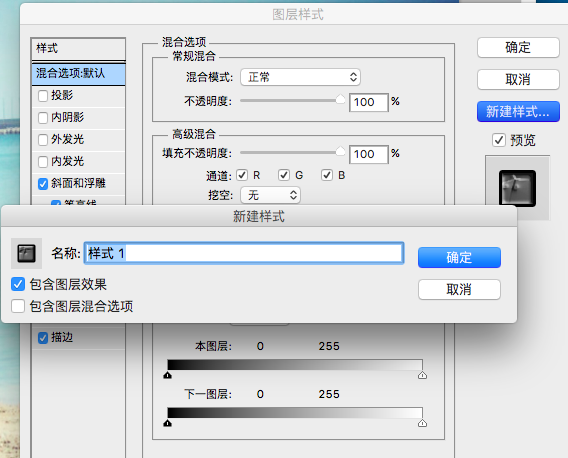 图层样式
样式
混合选项:默认
投影
内阴影
外发光
内发光
斜面和浮雕
等高线
描边
混合选项
常规混合
混合模式: 正常
不透明度: 100 %
高级混合
填充不透明度: 100 %
通道: R G B
挖空: 无
本图层: 0 255
下一图层: 0 255
确定
取消
新建样式...
预览
新建样式
名称: 样式 1
包含图层效果
包含图层混合选项
确定
取消